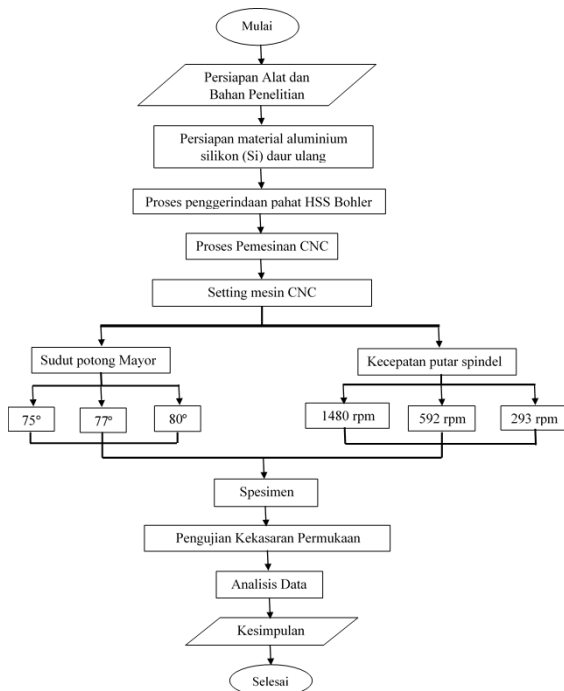 Mulai
Persiapan Alat dan
Bahan Penelitian
Persiapan material aluminium
silikon (Si) daur ulang
Proses penggerindaan pahat HSS Bohler
Proses Pemesinan CNC
Setting mesin CNC
Sudut potong Mayor
Kecepatan putar spindel
75°
77°
80°
1480 rpm
592 rpm
293 rpm
Spesimen
Pengujian Kekasaran Permukaan
Analisis Data
Kesimpulan
Selesai